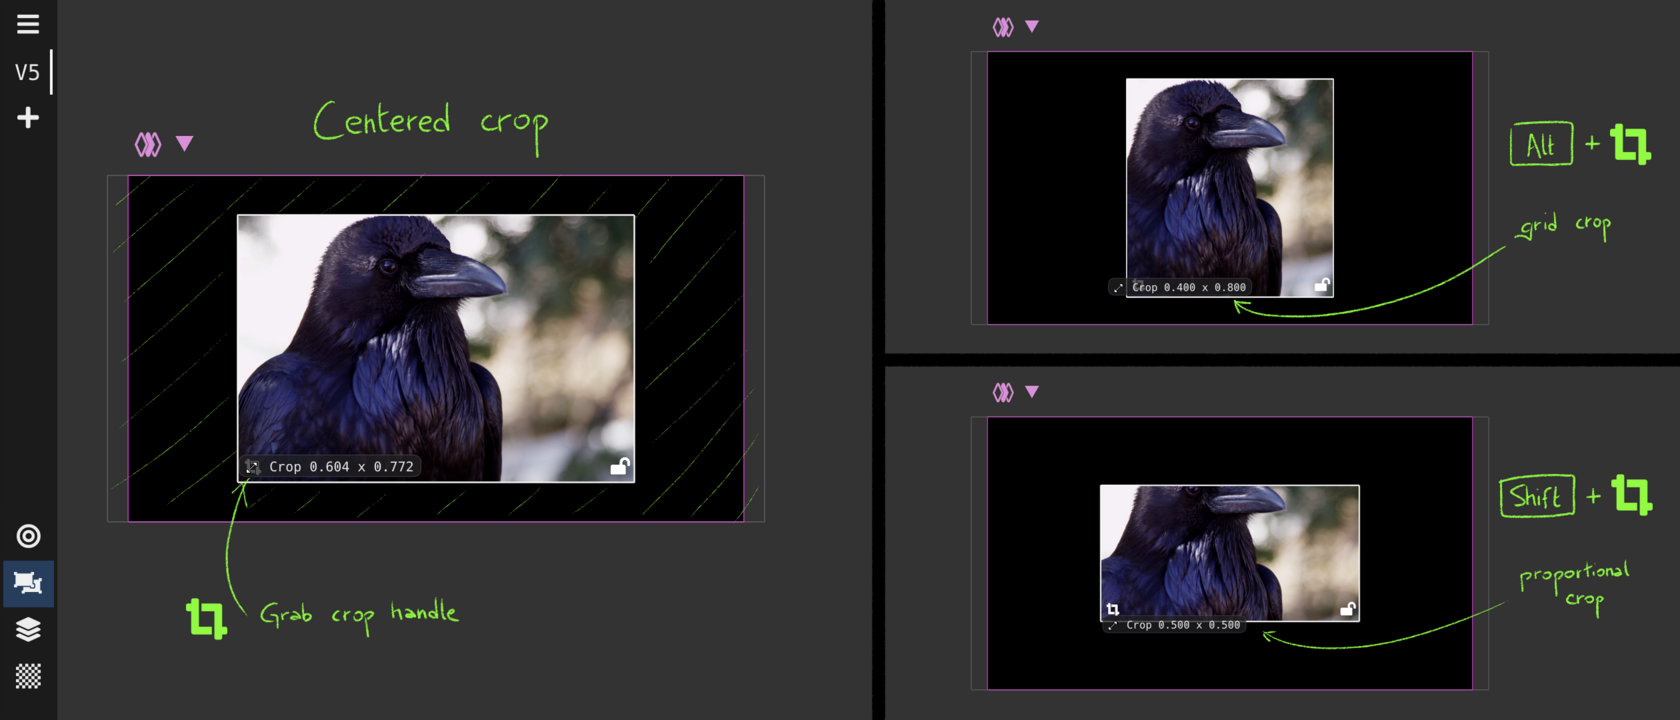 V5
Centered crop
Crop 0.604 x 0.772
Grab crop handle
Alt +
grid crop
Crop 0.400 x 0.800
Shift +
proportional
crop
Crop 0.500 x 0.500